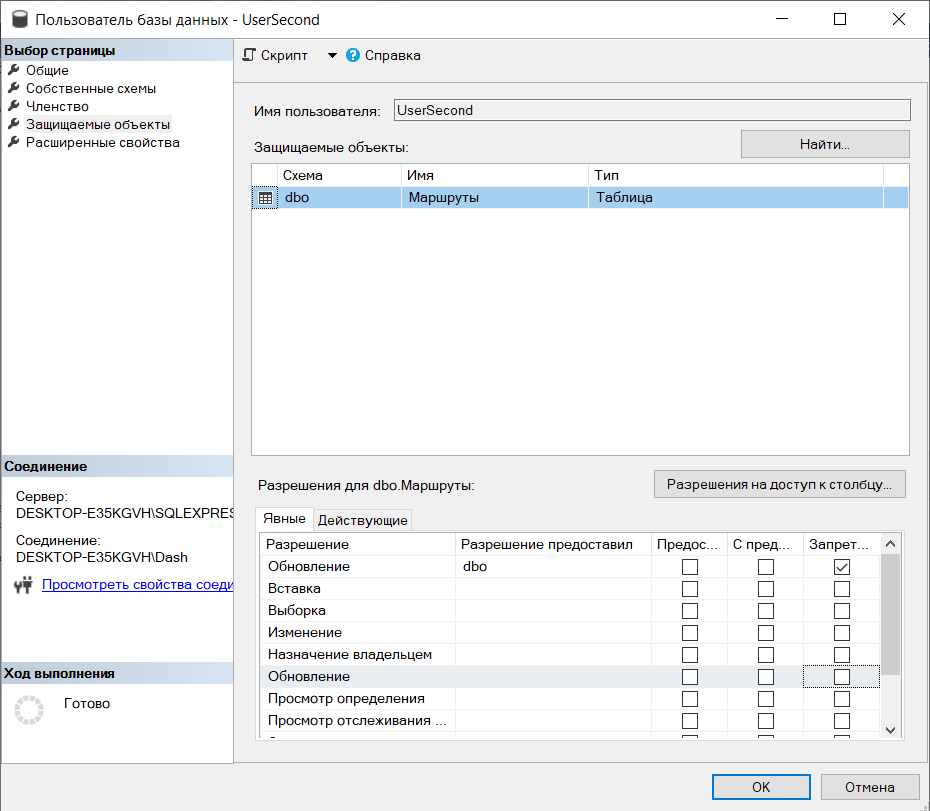 Пользователь базы данных - UserSecond
Выбор страницы
Общие
Собственные схемы
Членство
Защищаемые объекты
Расширенные свойства
Соединение
Сервер:
DESKTOP-E35KGVH\SQLEXPRES
Соединение:
DESKTOP-E35KGVH\Dash
Просмотреть свойства соеди
Ход выполнения
Готово
Скрипт Справка
Имя пользователя: UserSecond
Защищаемые объекты: Найти...
Схема Имя Тип
dbo Маршруты Таблица
Разрешения для dbo.Маршруты: Разрешения на доступ к столбцу...
Явные Действующие
Разрешение Разрешение предоставил Предос... С пред... Запрет...
Обновление dbo
Вставка
Выборка
Изменение
Назначение владельцем
Обновление
Просмотр определения
Просмотр отслеживания ...
OK Отмена